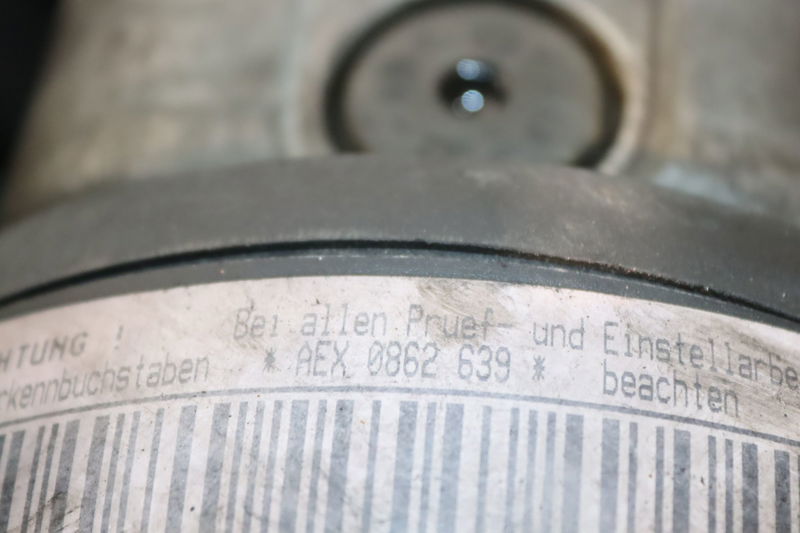 HTUNG ! Bei allen Pruef- und Einstellarbe
rkennbuchstaben * AEX 0862 639 * beachten